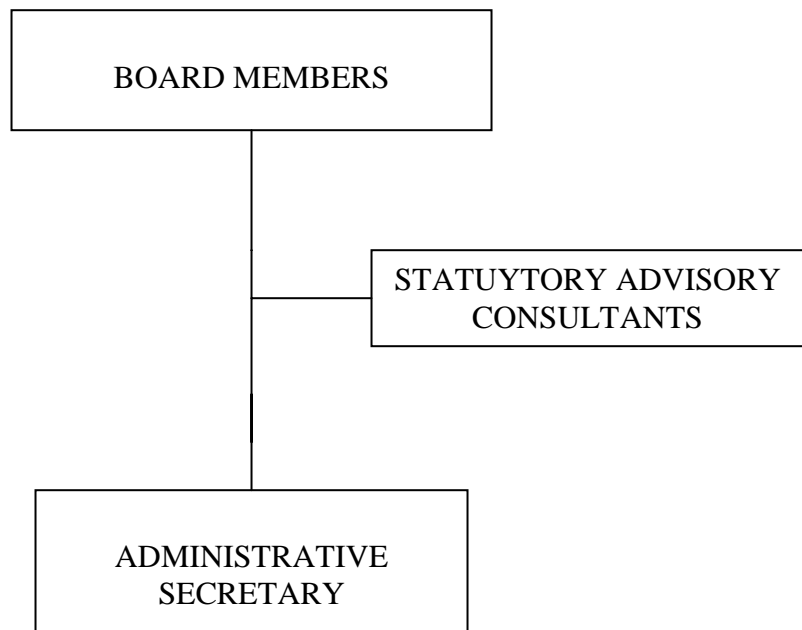 BOARD MEMBERS
STATUYTORY ADVISORY
CONSULTANTS
ADMINISTRATIVE
SECRETARY